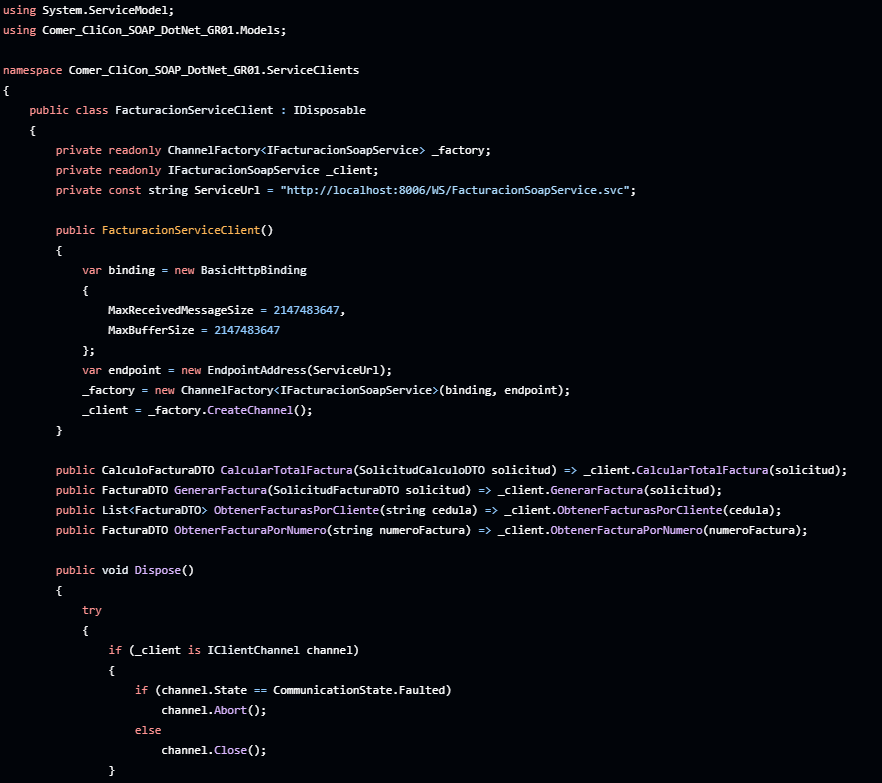 using System.ServiceModel;
using Comer_CliCon_SOAP_DotNet_GR01.Models;

namespace Comer_CliCon_SOAP_DotNet_GR01.ServiceClients
{
    public class FacturacionServiceClient : IDisposable
    {
        private readonly ChannelFactory<IFacturacionSoapService> _factory;
        private readonly IFacturacionSoapService _client;
        private const string ServiceUrl = "http://localhost:8006/WS/FacturacionSoapService.svc";

        public FacturacionServiceClient()
        {
            var binding = new BasicHttpBinding
            {
                MaxReceivedMessageSize = 2147483647,
                MaxBufferSize = 2147483647
            };
            var endpoint = new EndpointAddress(ServiceUrl);
            _factory = new ChannelFactory<IFacturacionSoapService>(binding, endpoint);
            _client = _factory.CreateChannel();
        }

        public CalculoFacturaDTO CalcularTotalFactura(SolicitudCalculoDTO solicitud) => _client.CalcularTotalFactura(solicitud);
        public FacturaDTO GenerarFactura(SolicitudFacturaDTO solicitud) => _client.GenerarFactura(solicitud);
        public List<FacturaDTO> ObtenerFacturasPorCliente(string cedula) => _client.ObtenerFacturasPorCliente(cedula);
        public FacturaDTO ObtenerFacturaPorNumero(string numeroFactura) => _client.ObtenerFacturaPorNumero(numeroFactura);

        public void Dispose()
        {
            try
            {
                if (_client is IClientChannel channel)
                {
                    if (channel.State == CommunicationState.Faulted)
                        channel.Abort();
                    else
                        channel.Close();
                }